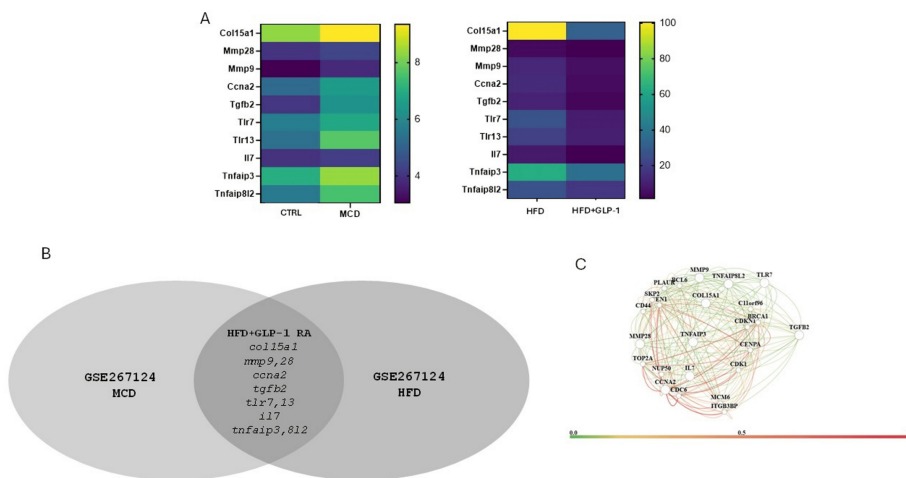 A
Col15a1
Mmp28
Mmp9
Ccna2
Tgfb2
Tlr7
Tlr13
Il7
Tnfaip3
Tnfaip8l2
CTRL
MCD
8
6
4
Col15a1
Mmp28
Mmp9
Ccna2
Tgfb2
Tlr7
Tlr13
Il7
Tnfaip3
Tnfaip8l2
HFD
HFD+GLP-1
100
80
60
40
20
B
GSE267124
MCD
HFD+GLP-1 RA
col15a1
mmp9,28
ccna2
tgfb2
tlr7,13
il7
tnfaip3,8l2
GSE267124
HFD
C
MMP9
TNFAIP8L2
TLR7
PLAUR
BCL6
SKP2
FN1
COL15A1
C11orf96
CD44
BRCA1
CDKN1
TGFB2
MMP28
TNFAIP3
CENPA
TOP2A
NUP50
IL7
CDK1
CCNA2
CDC6
MCM6
ITGB3BP
0.0
0.5